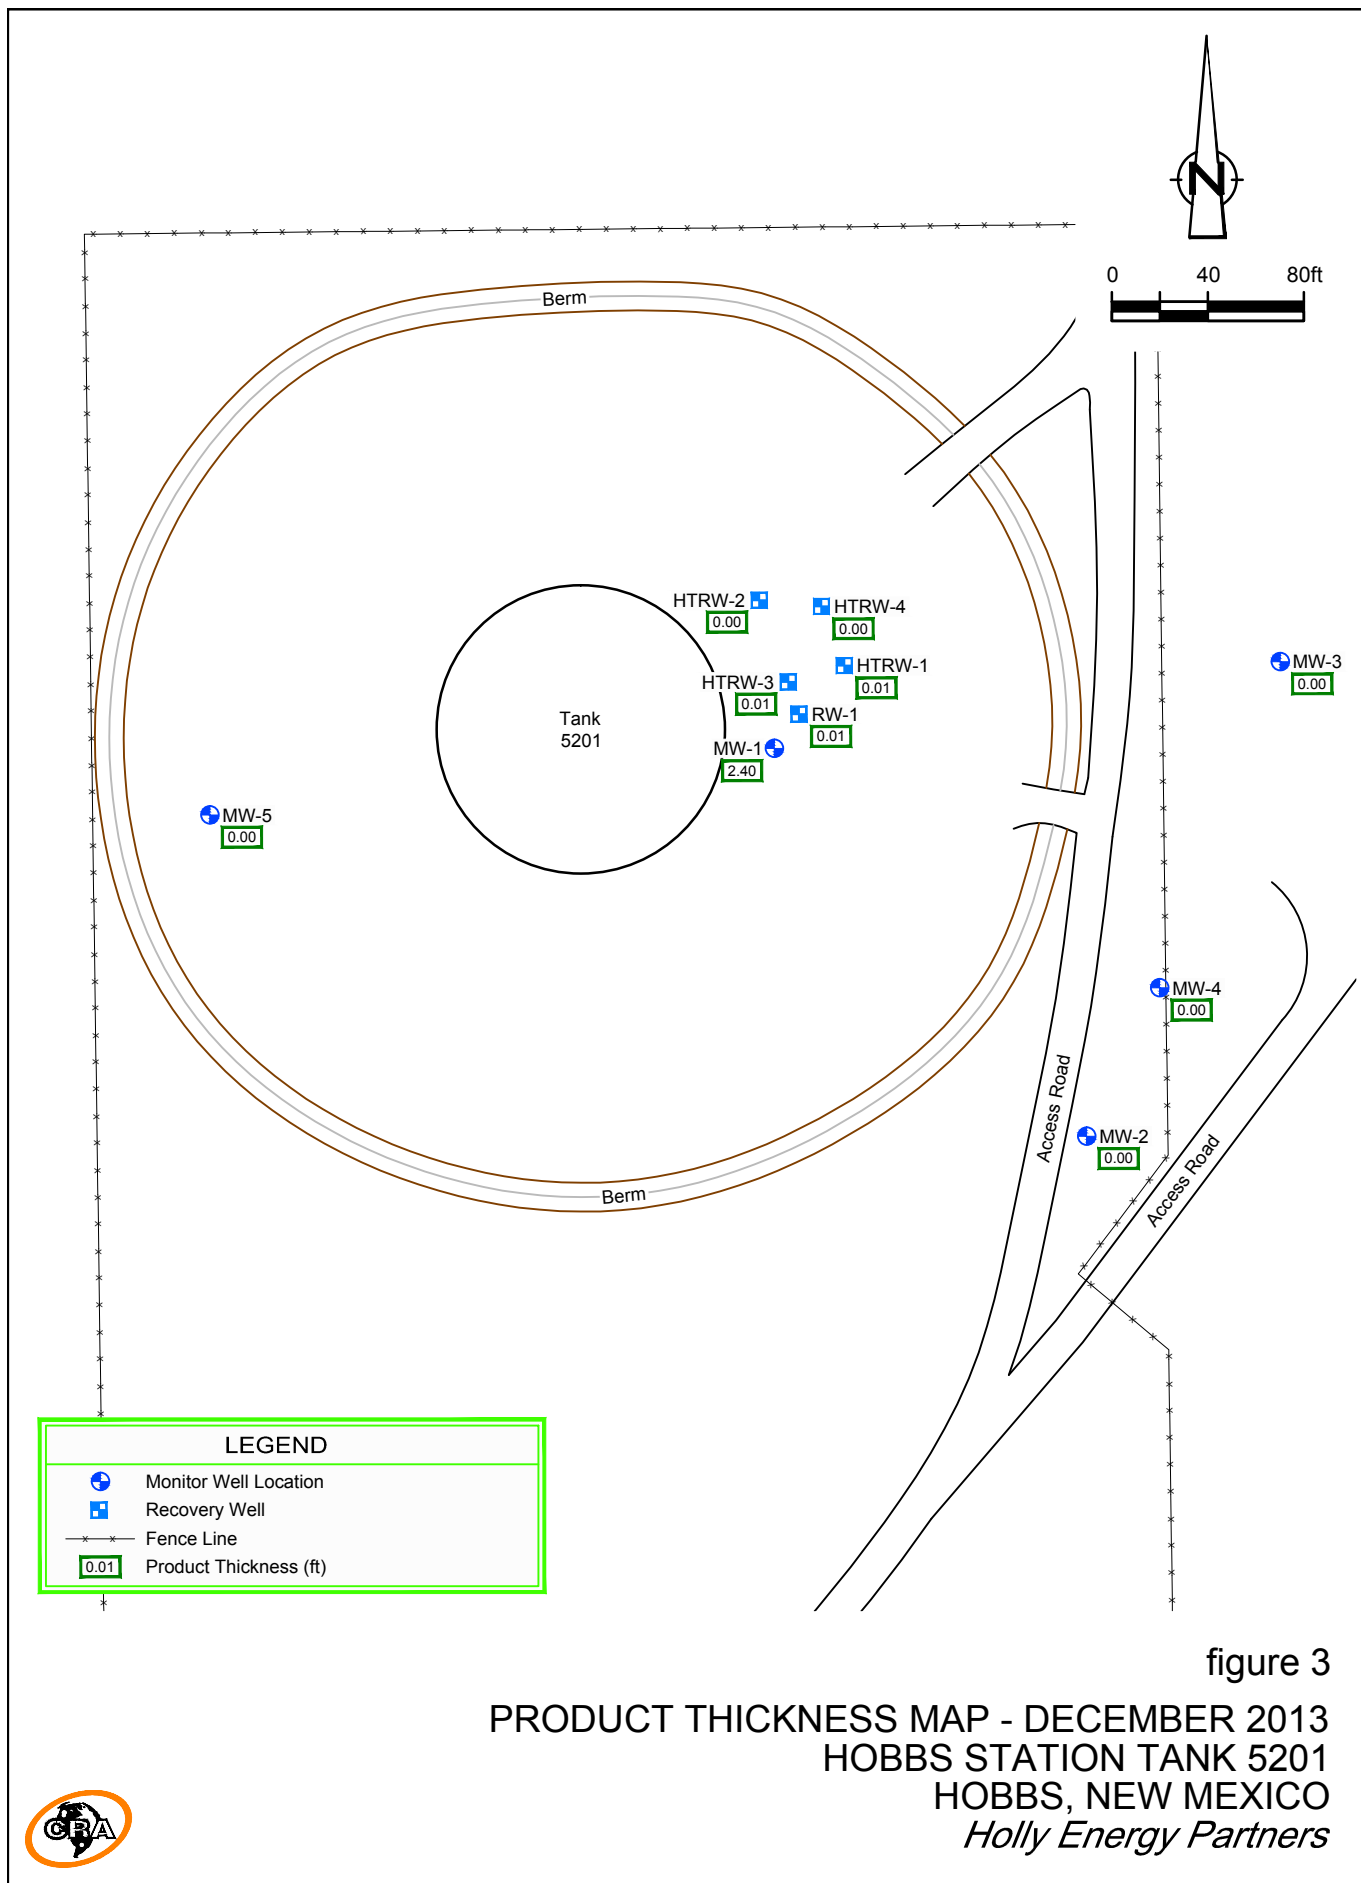 N
0 40 80ft
Berm
HTRW-2
0.00
HTRW-4
0.00
HTRW-1
0.01
HTRW-3
0.01
RW-1
0.01
MW-1
2.40
Tank
5201
MW-3
0.00
MW-5
0.00
MW-4
0.00
MW-2
0.00
Access Road
Access Road
Berm
LEGEND
Monitor Well Location
Recovery Well
Fence Line
0.01 Product Thickness (ft)
figure 3
PRODUCT THICKNESS MAP - DECEMBER 2013
HOBBS STATION TANK 5201
HOBBS, NEW MEXICO
Holly Energy Partners
CRA